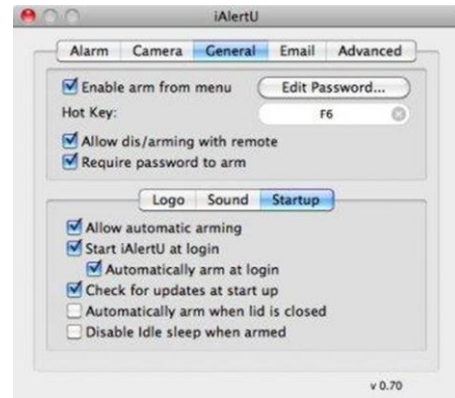 iAlertU
Alarm Camera General Email Advanced
Enable arm from menu Edit Password...
Hot Key: F6
Allow dis/arming with remote
Require password to arm
Logo Sound Startup
Allow automatic arming
Start iAlertU at login
Automatically arm at login
Check for updates at start up
Automatically arm when lid is closed
Disable Idle sleep when armed
v 0.70